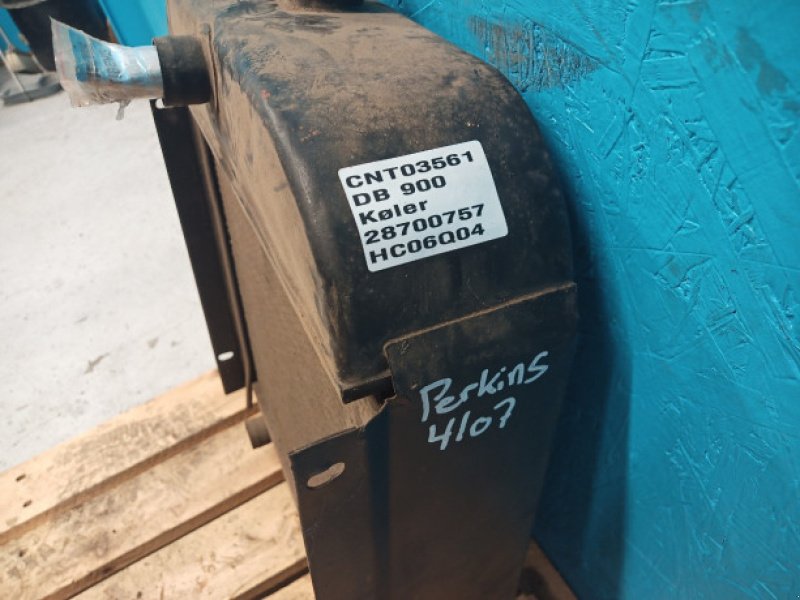 CNT03561
DB 900
Køler
28700757
HC06Q04
Perkins
4107